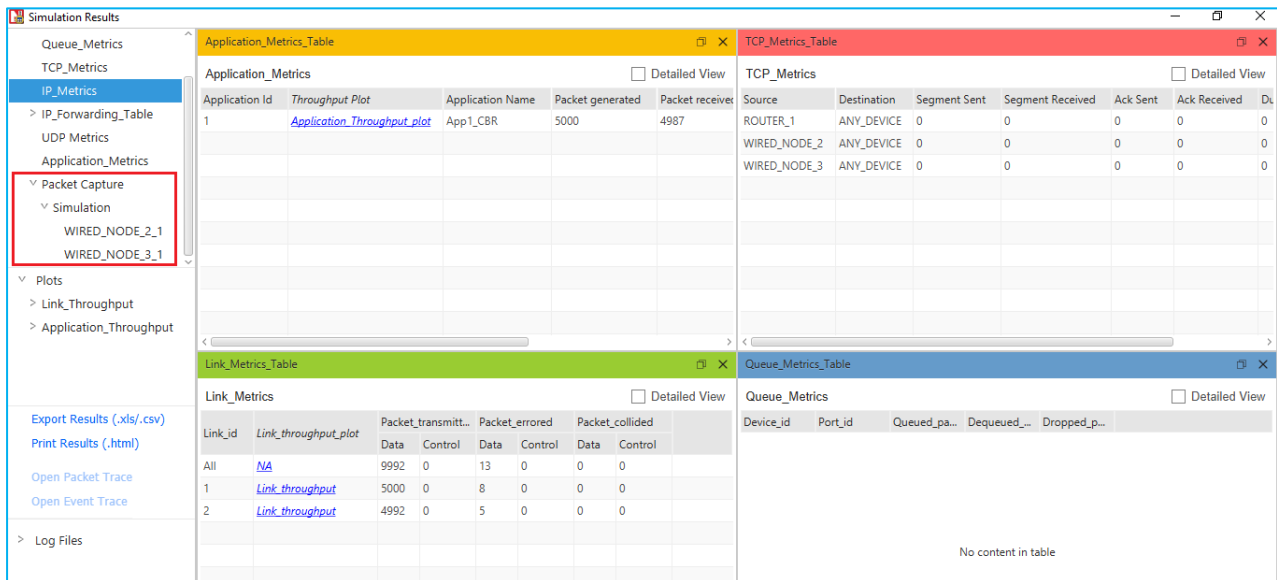 Simulation Results
Queue_Metrics
TCP_Metrics
IP_Metrics
> IP_Forwarding_Table
UDP Metrics
Application_Metrics
Packet Capture
Simulation
WIRED_NODE_2_1
WIRED_NODE_3_1
Plots
> Link_Throughput
> Application_Throughput
Export Results (.xls/.csv)
Print Results (.html)
Open Packet Trace
Open Event Trace
> Log Files
Application_Metrics_Table
Application_Metrics Detailed View
Application Id Throughput Plot Application Name Packet generated Packet received
1 Application_Throughput_plot App1_CBR 5000 4987
TCP_Metrics_Table
TCP_Metrics Detailed View
Source Destination Segment Sent Segment Received Ack Sent Ack Received Du
ROUTER_1 ANY_DEVICE 0 0 0 0 0
WIRED_NODE_2 ANY_DEVICE 0 0 0 0 0
WIRED_NODE_3 ANY_DEVICE 0 0 0 0 0
Link_Metrics_Table
Link_Metrics Detailed View
Link_id Link_throughput_plot Packet_transmitt... Packet_errored Packet_collided
Data Control Data Control Data Control
All NA 9992 0 13 0 0 0
1 Link_throughput 5000 0 8 0 0 0
2 Link_throughput 4992 0 5 0 0 0
Queue_Metrics_Table
Queue_Metrics Detailed View
Device_id Port_id Queued_pa... Dequeued_... Dropped_p...
No content in table